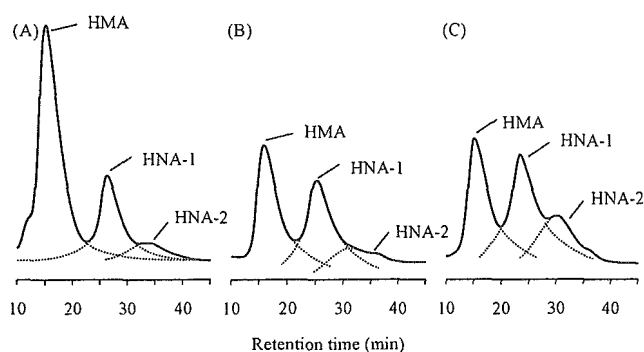 (A)
HMA
HNA-1
HNA-2
(B)
HMA
HNA-1
HNA-2
(C)
HMA
HNA-1
HNA-2
10 20 30 40
10 20 30 40
10 20 30 40
Retention time (min)